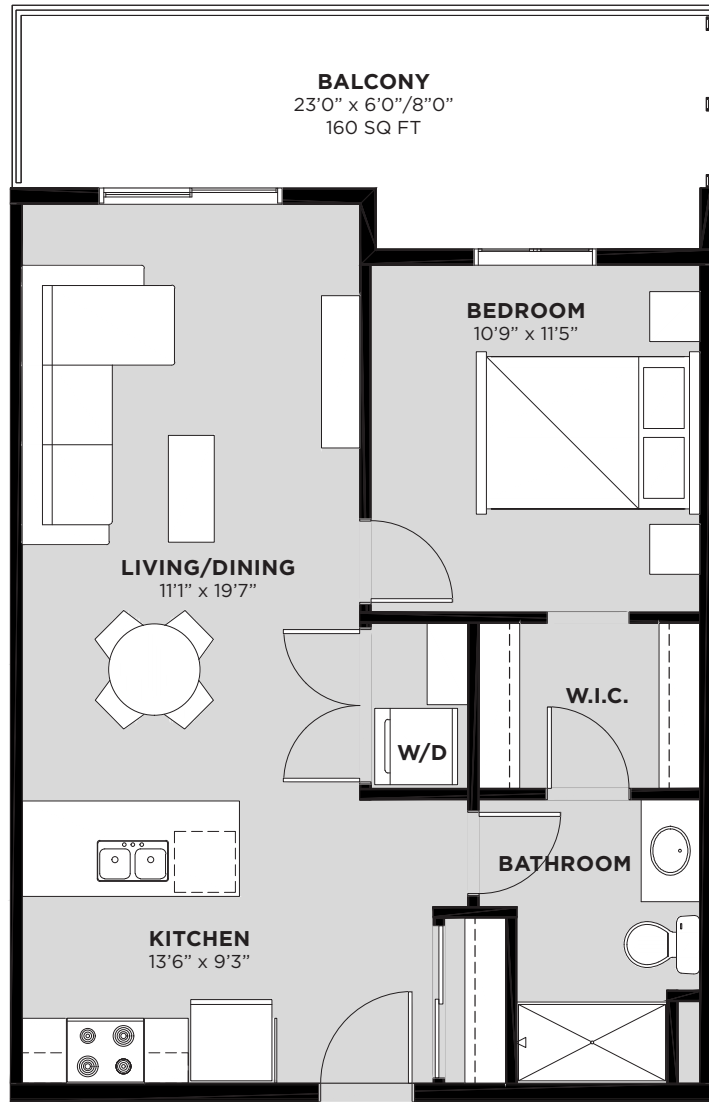 BALCONY
23’0” x 6’0”/8”0”
160 SQ FT
BEDROOM
10’9” x 11’5”
LIVING/DINING
11’1” x 19’7”
W.I.C.
W/D
BATHROOM
KITCHEN
13’6” x 9’3”